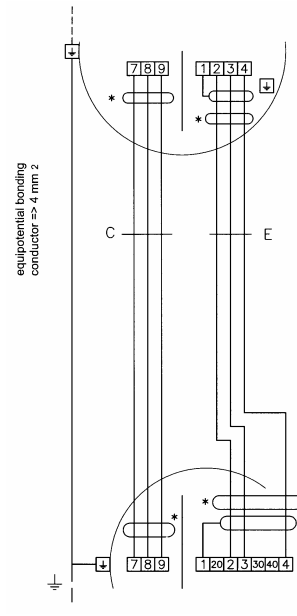 7 8 9 1 2 3 4
*
*
equipotential bonding
conductor => 4 mm 2
C E
*
*
7 8 9 1 20 2 3 30 40 4